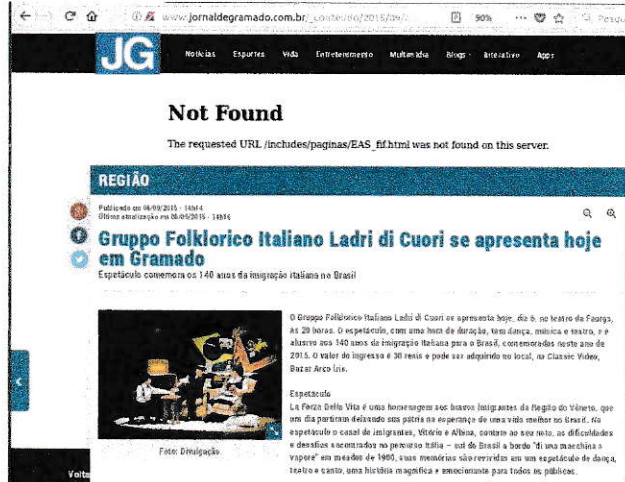 www.jornaldegramado.com.br/_conteudo/2015/09/ 90% ... Pesqu
JG Notícias Esportes Vida Entretenimento Multimídia Blogs Interativo Apps
Not Found
The requested URL /includes/paginas/EAS_fif.html was not found on this server.
REGIÃO
Publicado em 06/09/2015 - 14h14
Última atualização em 06/09/2015 - 14h16
Gruppo Folklorico Italiano Ladri di Cuori se apresenta hoje
em Gramado
Espetáculo comemora os 140 anos da imigração italiana no Brasil
O Gruppo Folklorico Italiano Ladri di Cuori se apresenta hoje, dia 6, no teatro da Faurgs,
às 20 horas. O espetáculo, com uma hora de duração, tem dança, música e teatro, e é
alusivo aos 140 anos da imigração italiana para o Brasil, comemorados neste ano de
2015. O valor do ingresso é 30 reais e pode ser adquirido no local, na Classic Video,
Bazar Arco Íris.
Espetáculo
La Forza Della Vita é uma homenagem aos bravos imigrantes da Região do Vêneto, que
um dia partiram deixando sua pátria na esperança de uma vida melhor no Brasil. No
espetáculo o casal de imigrantes, Vitório e Albina, contam ao seu neto, as dificuldades
e desafios encontrados no percurso Itália – sul do Brasil a bordo "di una macchina a
vapore" em meados de 1900, suas memórias são revividas em um espetáculo de dança,
teatro e canto, uma história magnífica e emocionante para todos os públicos.
Foto: Divulgação
Volta